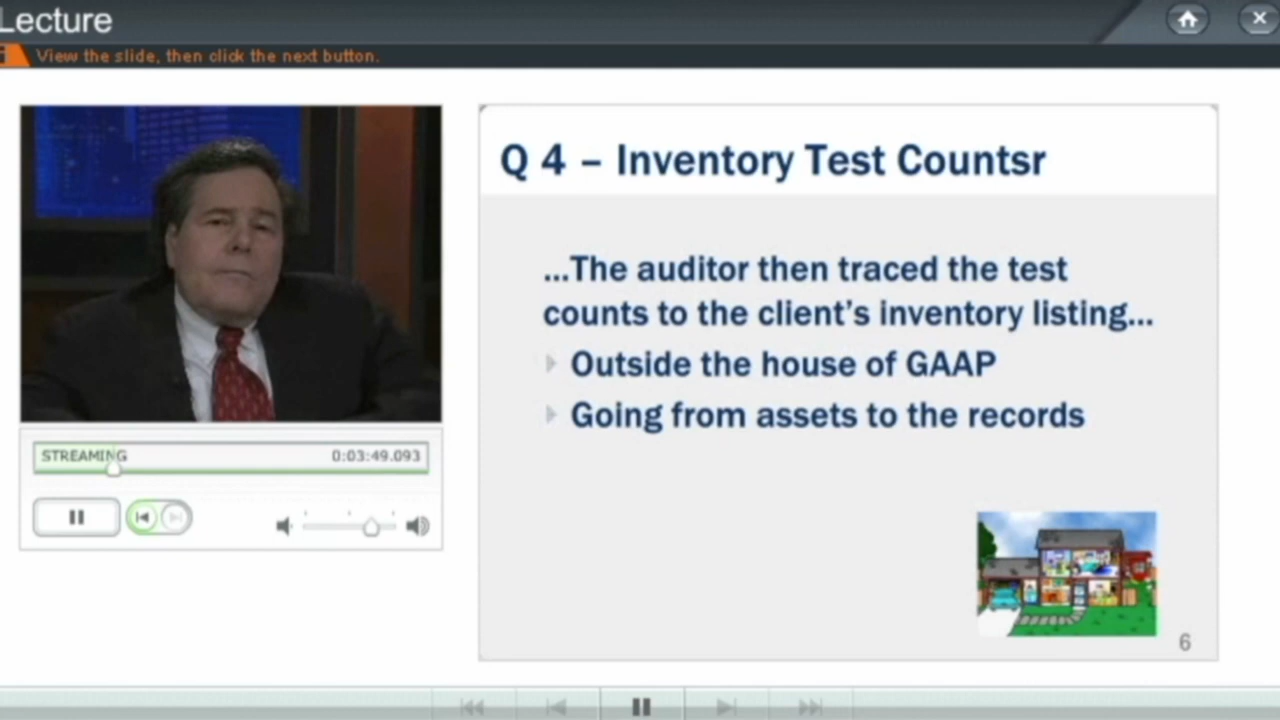 Lecture
View the slide, then click the next button.
Q 4 – Inventory Test Countsr
...The auditor then traced the test
counts to the client's inventory listing...
Outside the house of GAAP
Going from assets to the records
STREAMING 0:03:49.093
6